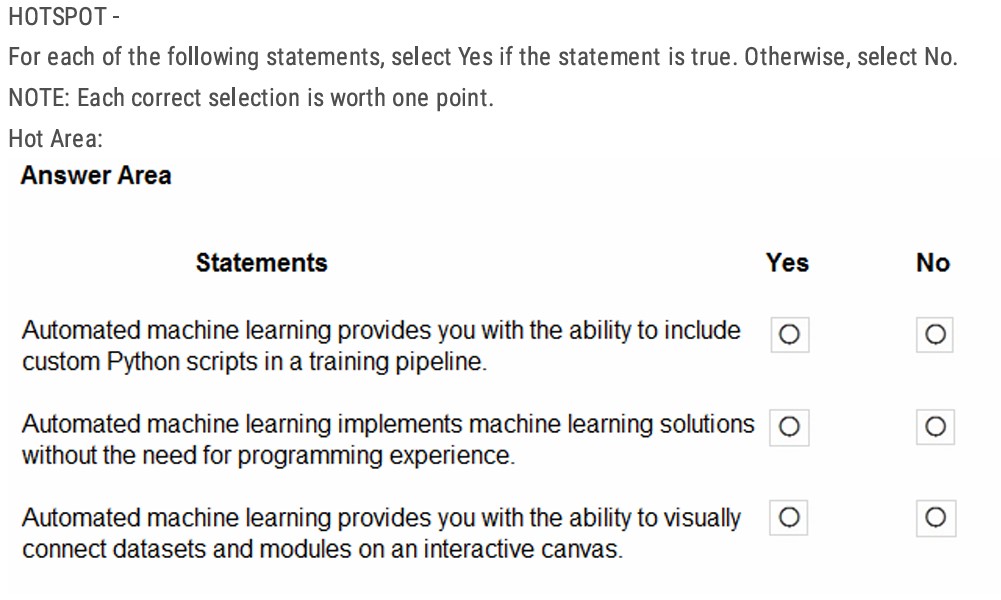 HOTSPOT -
For each of the following statements, select Yes if the statement is true. Otherwise, select No.
NOTE: Each correct selection is worth one point.
Hot Area:
Answer Area
Statements Yes No
Automated machine learning provides you with the ability to include
custom Python scripts in a training pipeline.
Automated machine learning implements machine learning solutions
without the need for programming experience.
Automated machine learning provides you with the ability to visually
connect datasets and modules on an interactive canvas.